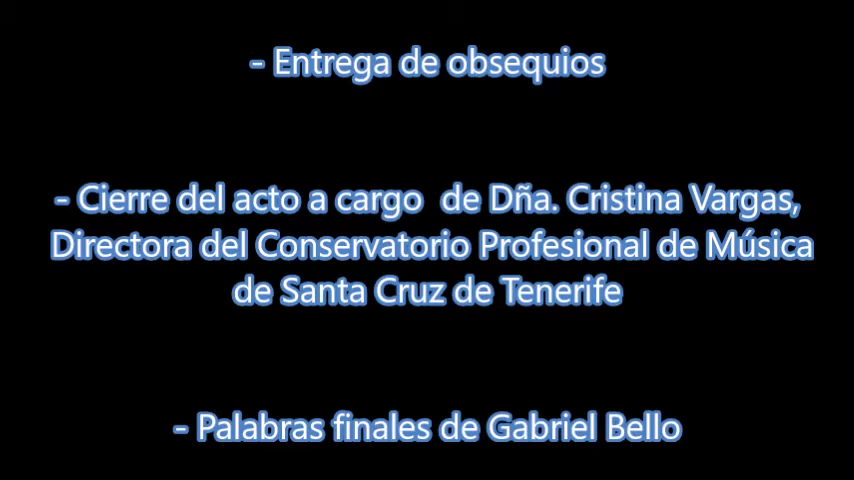 - Entrega de obsequios
- Cierre del acto a cargo  de Dña. Cristina Vargas,
Directora del Conservatorio Profesional de Música
de Santa Cruz de Tenerife
- Palabras finales de Gabriel Bello